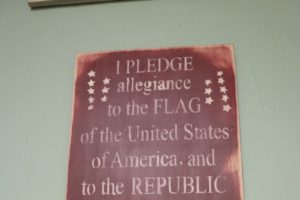 I PLEDGE
allegiance
to the FLAG
of the United States
of America, and
to the REPUBLIC